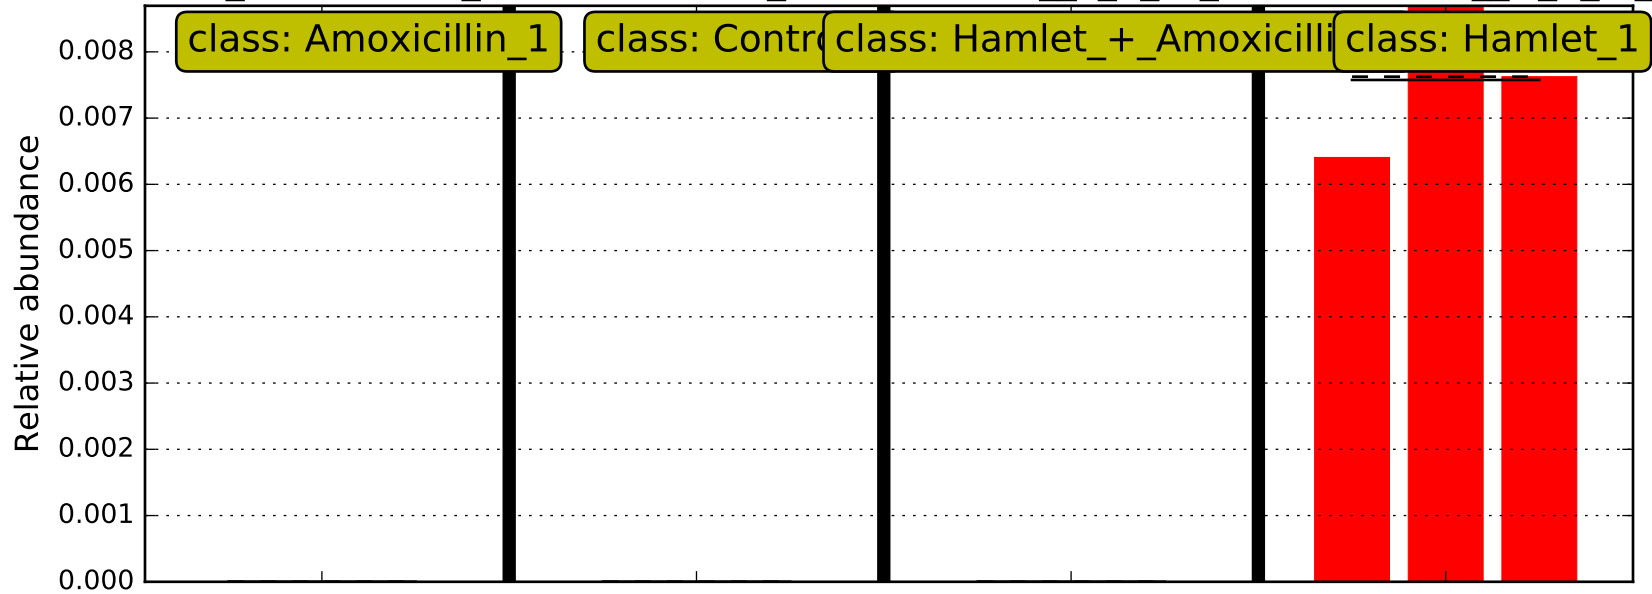 class: Amoxicillin_1
class: Contro
class: Hamlet_+_Amoxicilli
class: Hamlet_1
Relative abundance
0.008
0.007
0.006
0.005
0.004
0.003
0.002
0.001
0.000